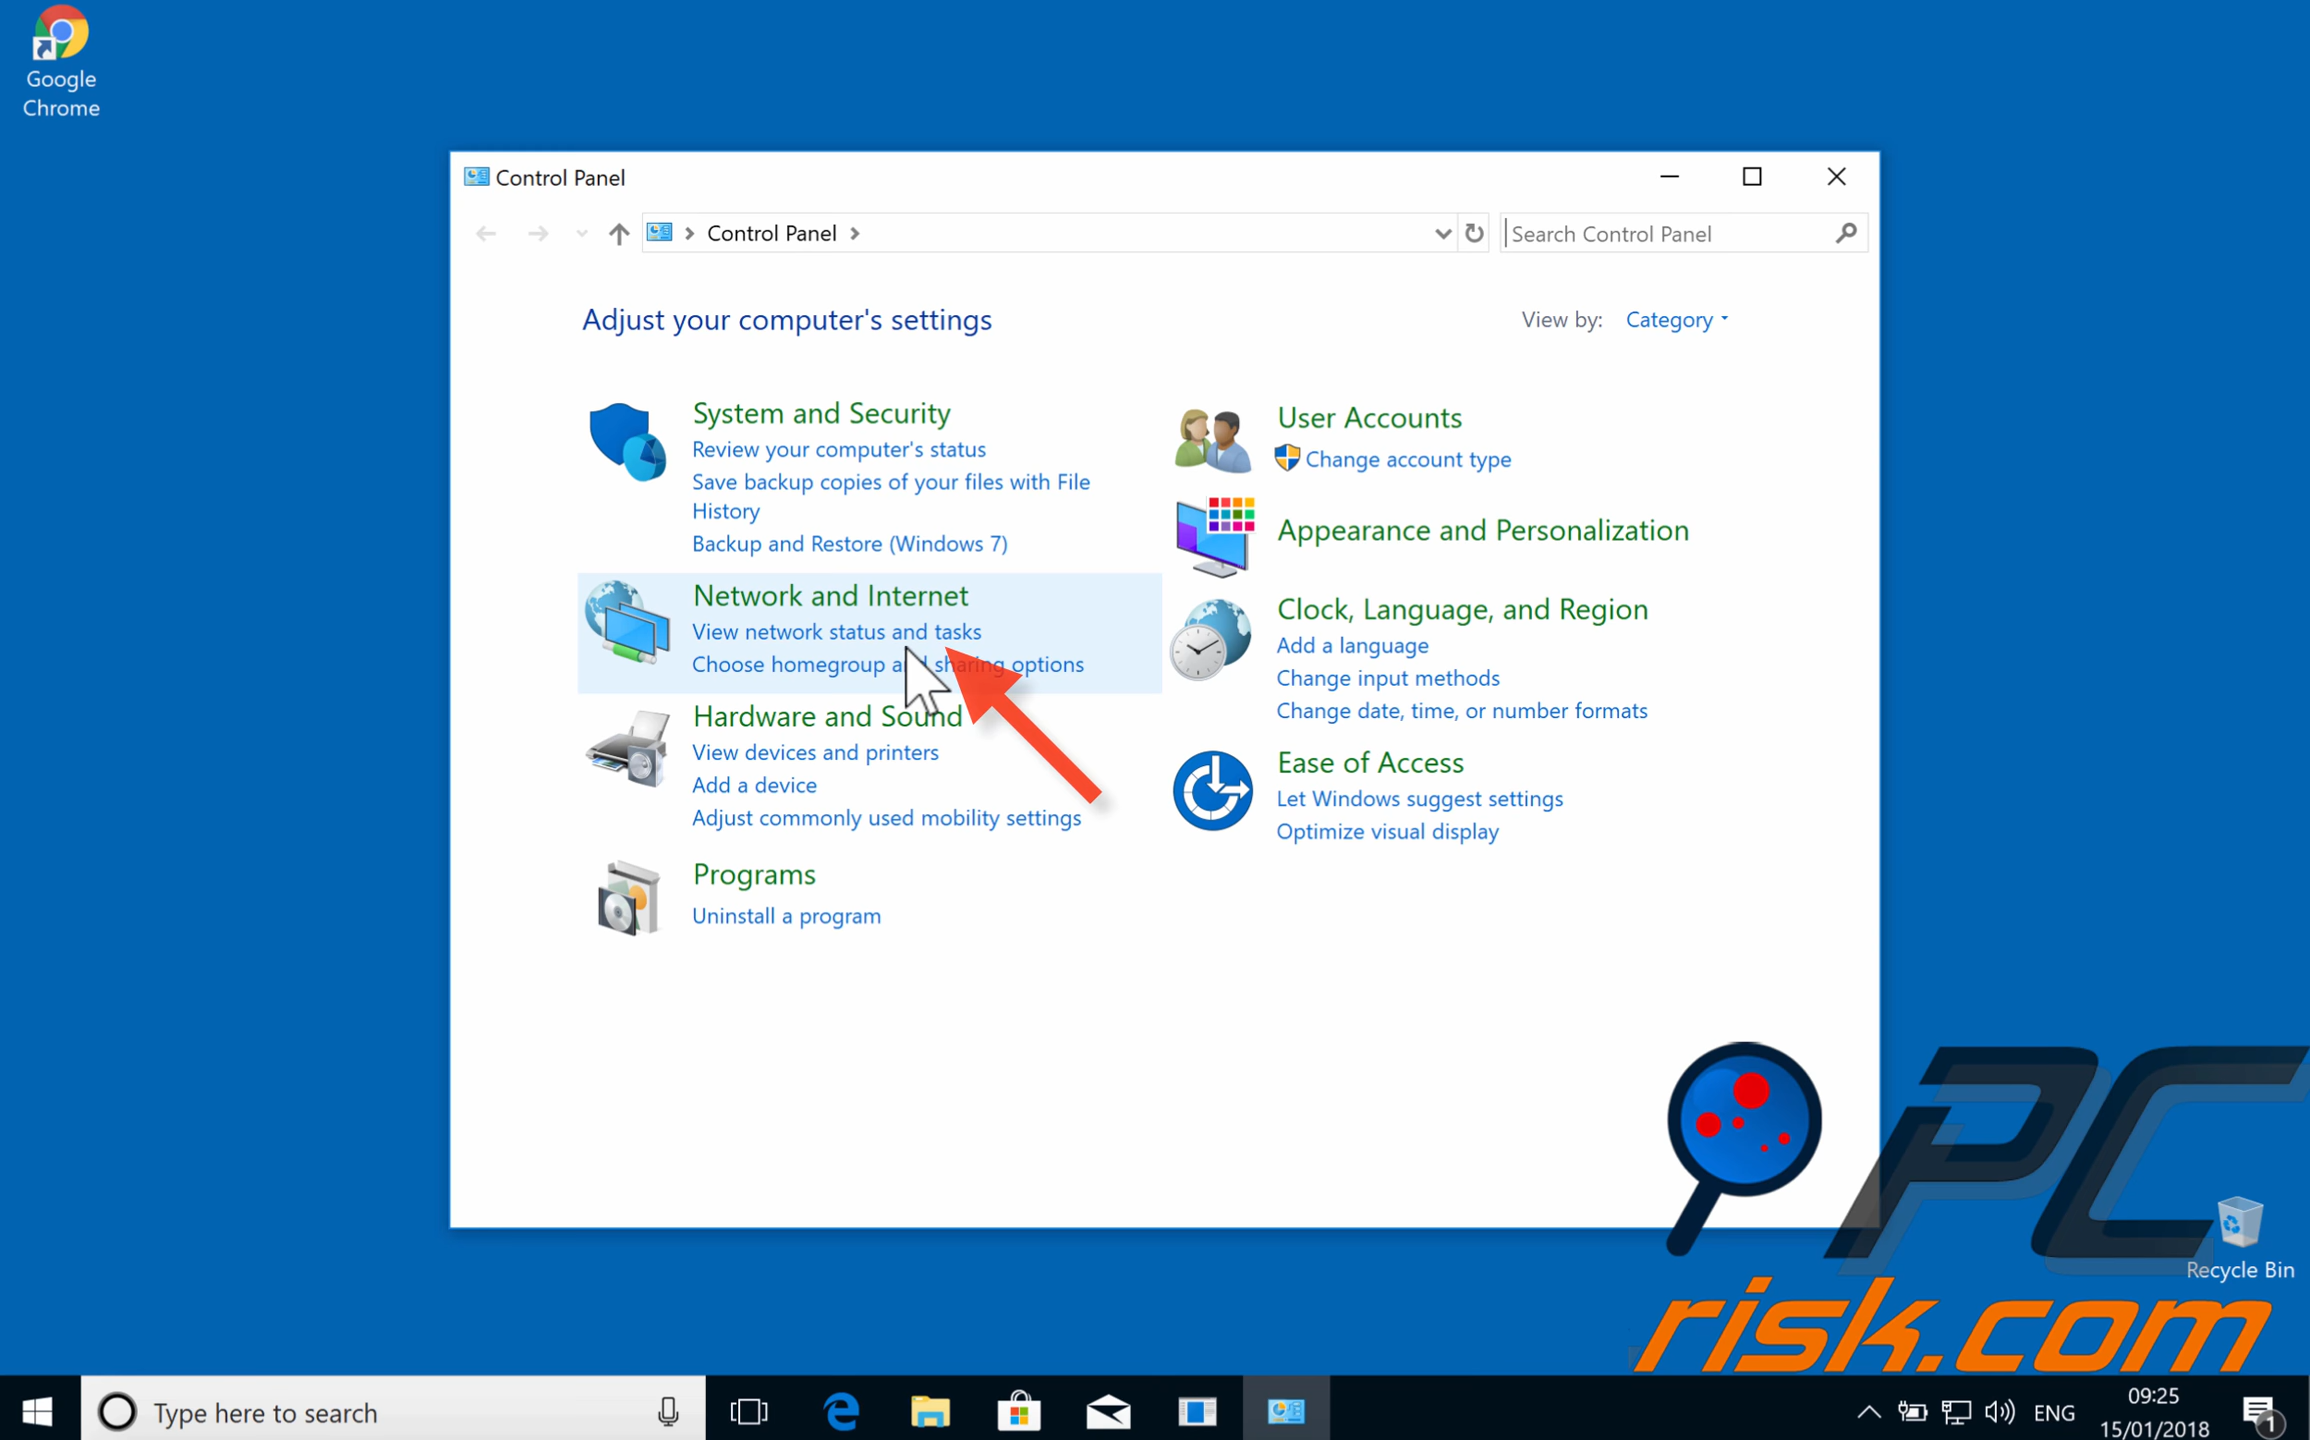 Google
Chrome
Control Panel
Control Panel
Search Control Panel
Adjust your computer's settings
View by: Category
System and Security
Review your computer's status
Save backup copies of your files with File
History
Backup and Restore (Windows 7)
Network and Internet
View network status and tasks
Choose homegroup and sharing options
Hardware and Sound
View devices and printers
Add a device
Adjust commonly used mobility settings
Programs
Uninstall a program
User Accounts
Change account type
Appearance and Personalization
Clock, Language, and Region
Add a language
Change input methods
Change date, time, or number formats
Ease of Access
Let Windows suggest settings
Optimize visual display
PC
risk.com
Recycle Bin
Type here to search
ENG
09:25
15/01/2018
1